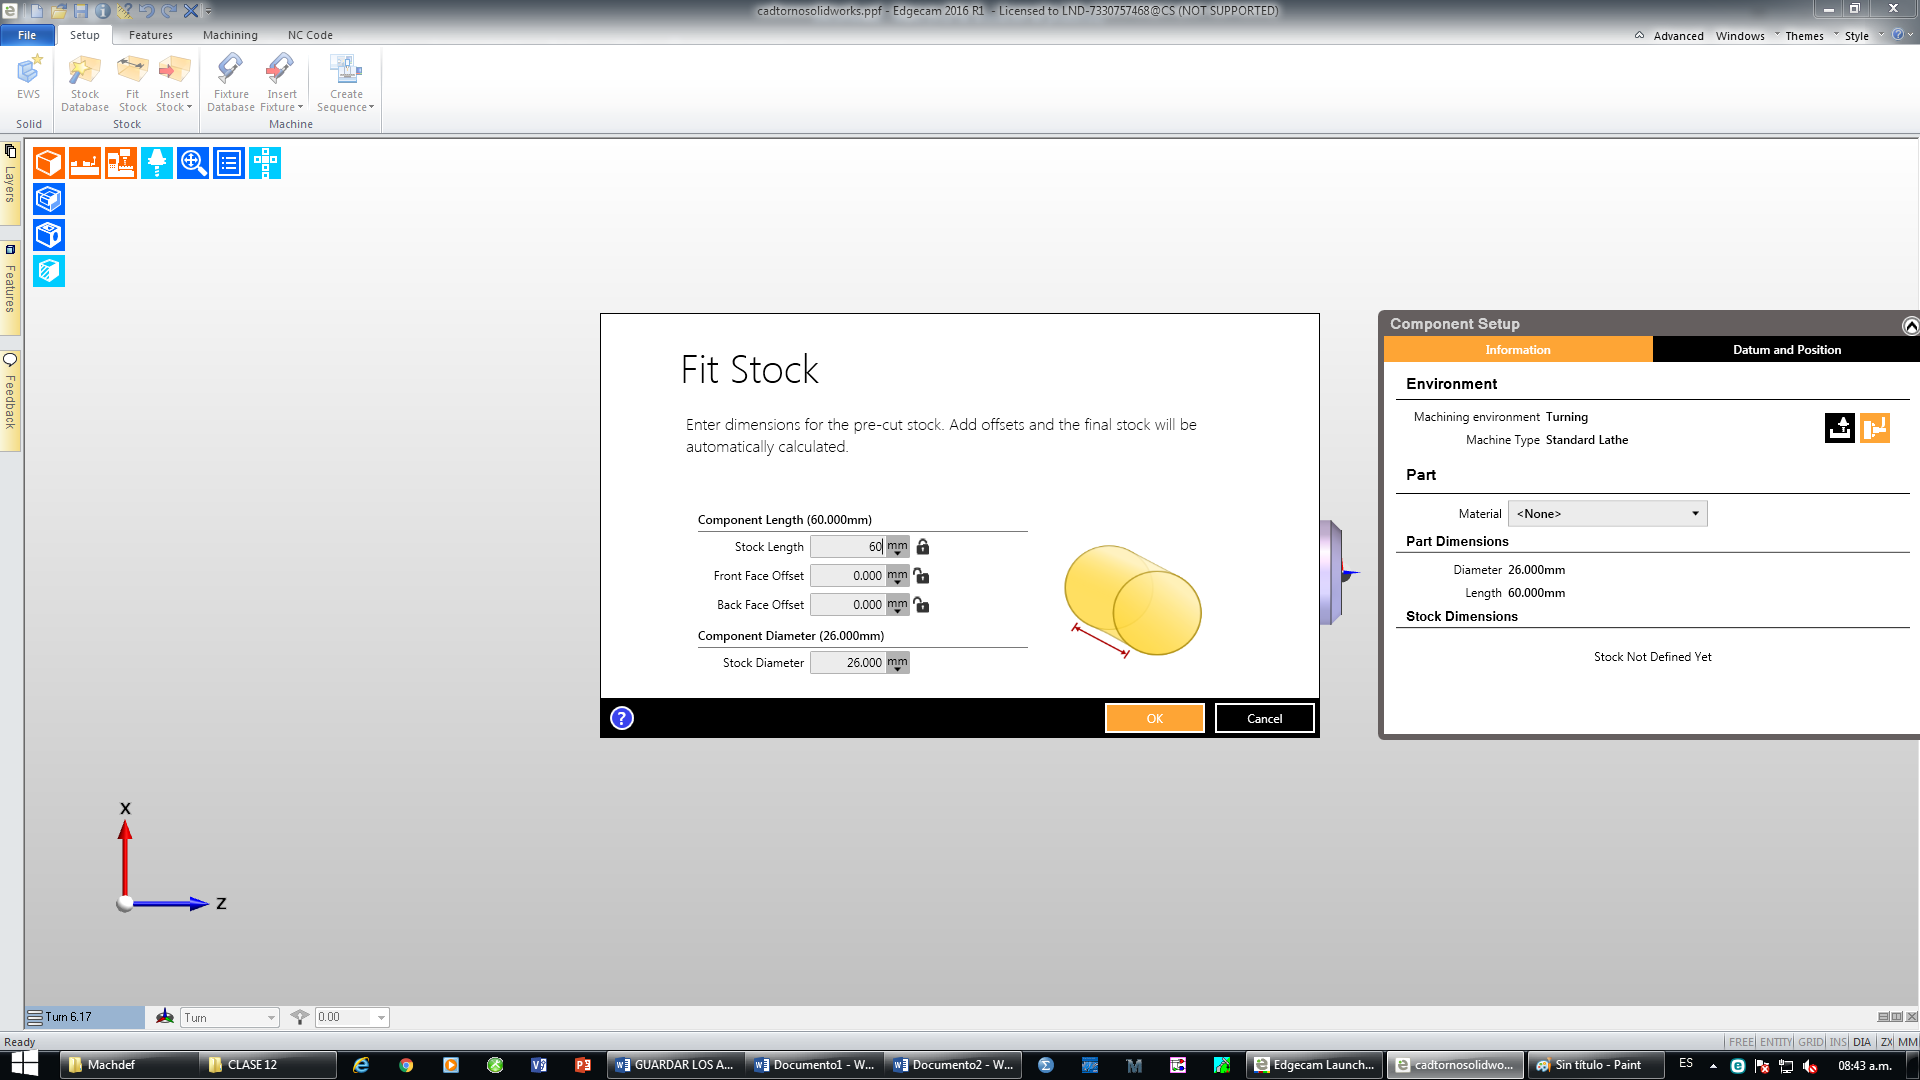 cadtornosolidworks.ppf - Edgecam 2016 R1 - Licensed to LND-7330757468@CS (NOT SUPPORTED)
File Setup Features Machining NC Code
Advanced Windows Themes Style
EWS
Stock Database
Fit Stock
Insert Stock
Fixture Database
Insert Fixture
Create Sequence
Solid Stock Machine
Layers
Features
Feedback
Fit Stock
Enter dimensions for the pre-cut stock. Add offsets and the final stock will be
automatically calculated.
Component Length (60.000mm)
Stock Length 60 mm
Front Face Offset 0.000 mm
Back Face Offset 0.000 mm
Component Diameter (26.000mm)
Stock Diameter 26.000 mm
? OK Cancel
Component Setup
Information Datum and Position
Environment
Machining environment Turning
Machine Type Standard Lathe
Part
Material <None>
Part Dimensions
Diameter 26.000mm
Length 60.000mm
Stock Dimensions
Stock Not Defined Yet
X
Z
Turn 6.17 Turn 0.00
Ready FREE ENTITY GRID INS DIA ZX MM
Machdef CLASE 12 GUARDAR LOS A... Documento1 - W... Documento2 - W... Edgecam Launch... cadtornosolidwo... Sin título - Paint ES 08:43 a.m.